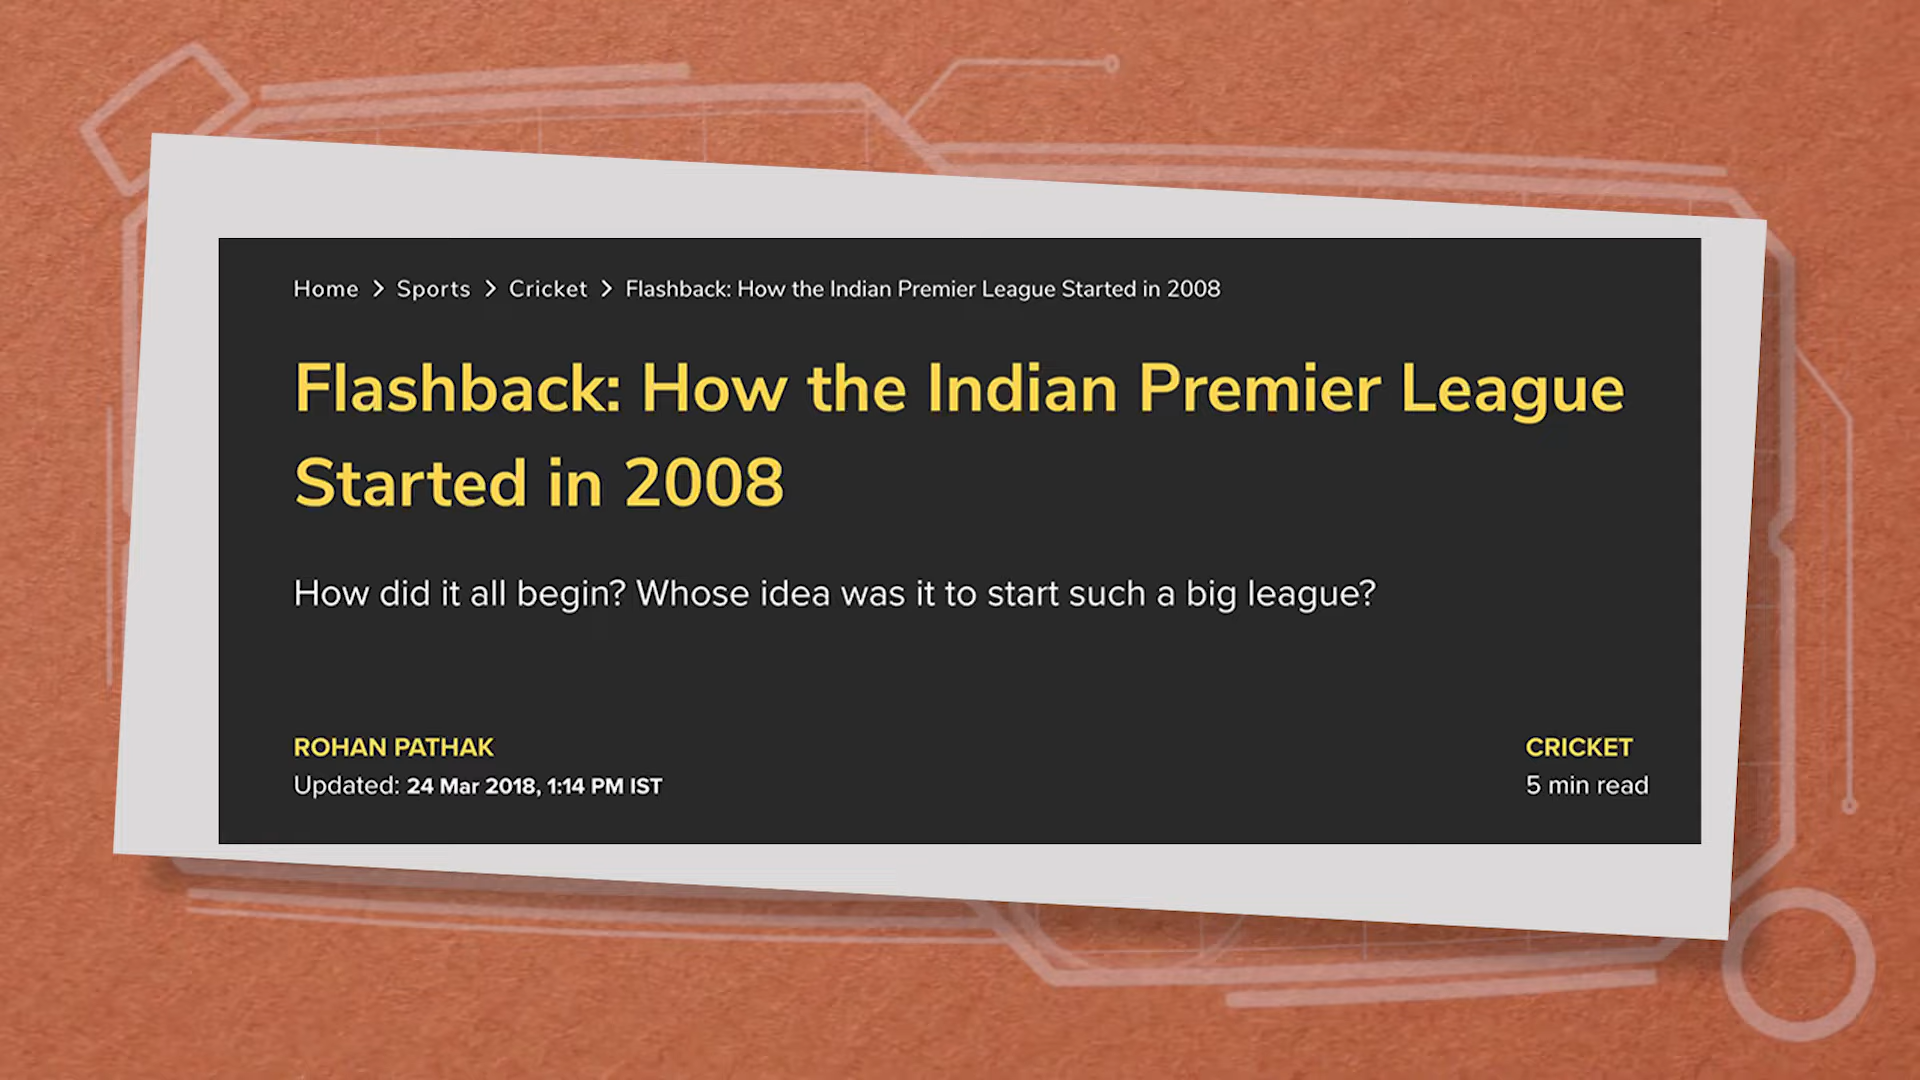 Home > Sports > Cricket > Flashback: How the Indian Premier League Started in 2008
Flashback: How the Indian Premier League
Started in 2008
How did it all begin? Whose idea was it to start such a big league?
ROHAN PATHAK
Updated: 24 Mar 2018, 1:14 PM IST
CRICKET
5 min read